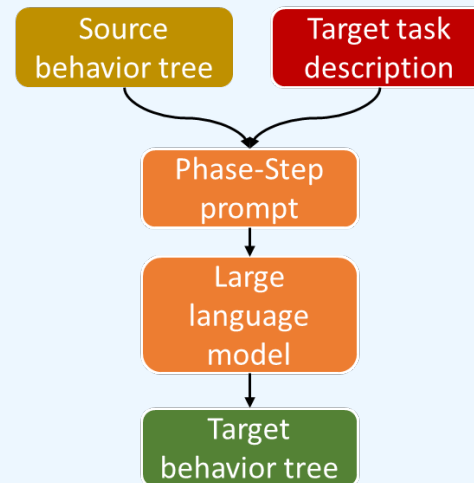 Source
behavior tree
Target task
description
Phase-Step
prompt
Large
language
model
Target
behavior tree